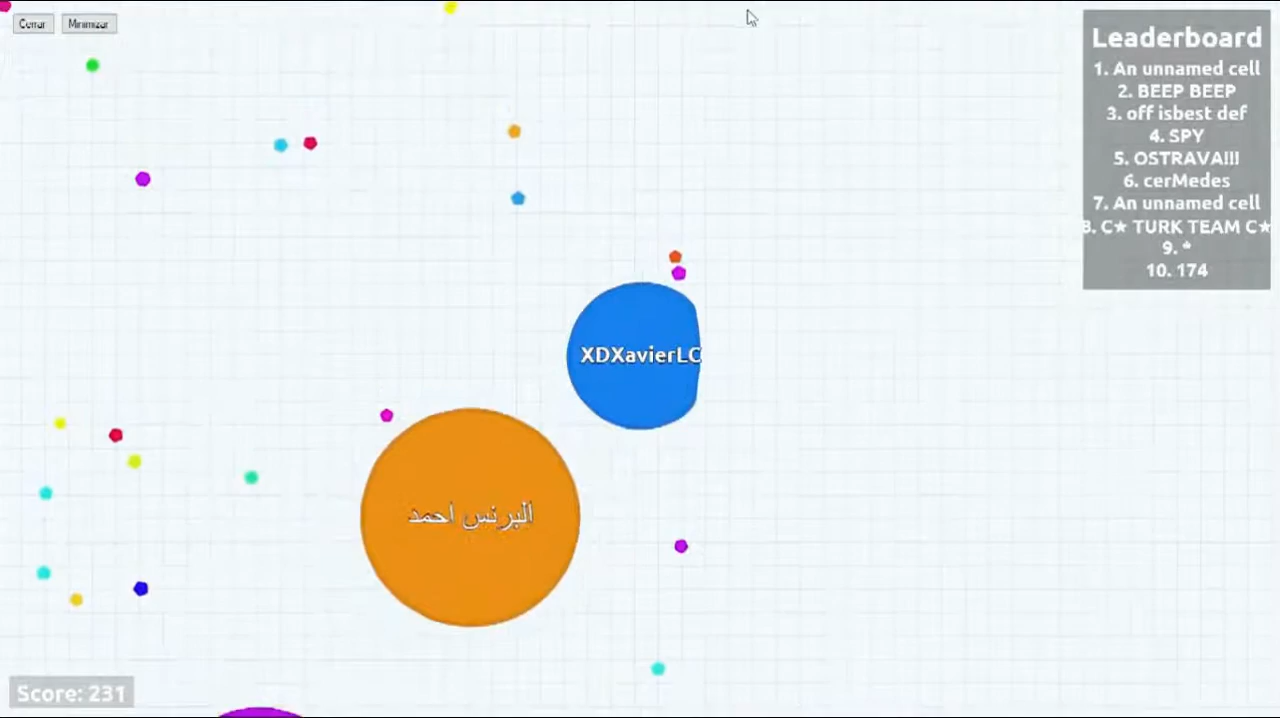 Cerrar
Minimizar
Leaderboard
1. An unnamed cell
2. BEEP BEEP
3. off isbest def
4. SPY
5. OSTRAVA!!!
6. cerMedes
7. An unnamed cell
8. C★ TURK TEAM C★
9. *
10. 174
XDXavierLC
البرنس احمد
Score: 231